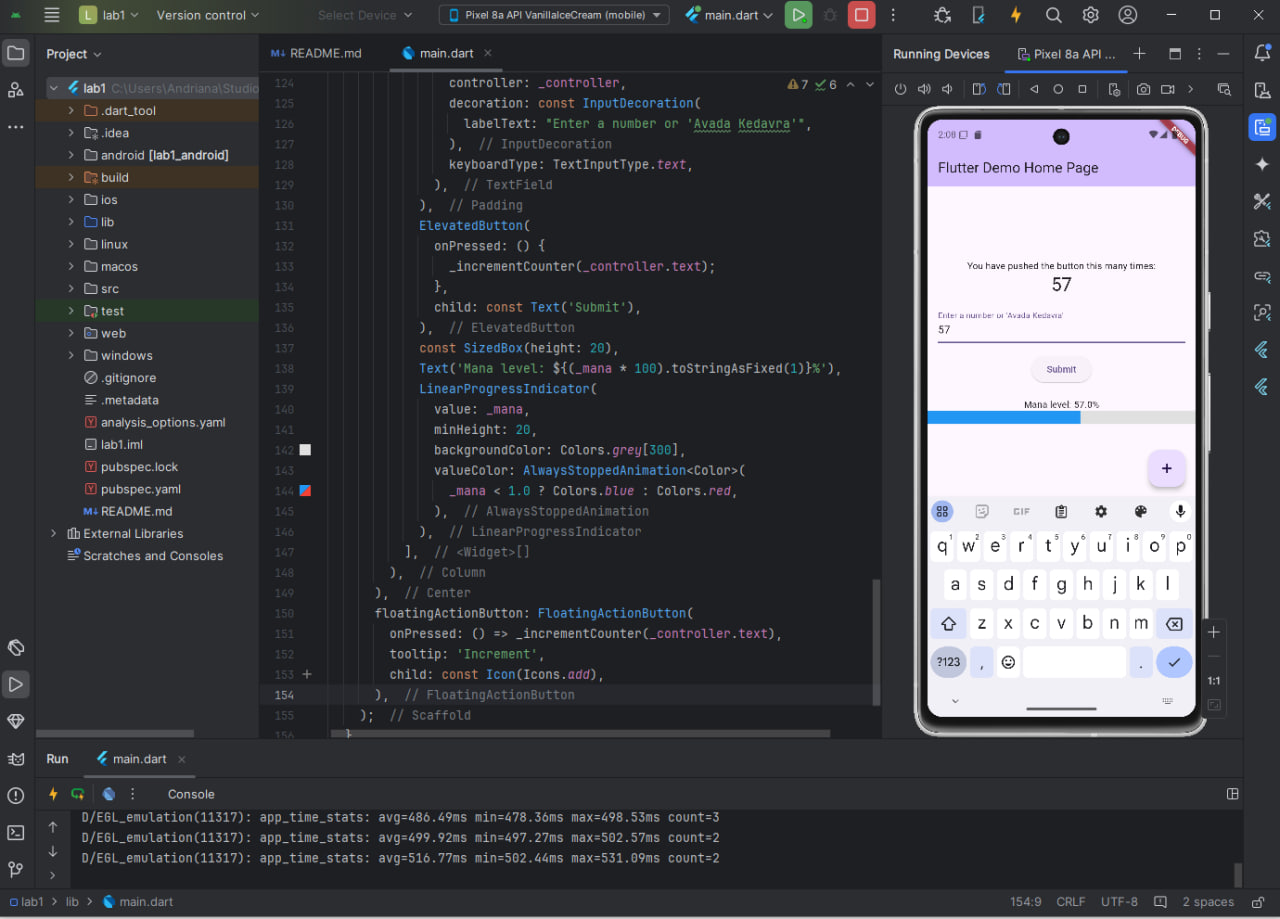 L lab1 Version control Select Device Pixel 8a API VanillaIceCream (mobile) main.dart
Project
lab1 C:\Users\Andriana\Studio
.dart_tool
.idea
android [lab1_android]
build
ios
lib
linux
macos
src
test
web
windows
.gitignore
.metadata
analysis_options.yaml
lab1.iml
pubspec.lock
pubspec.yaml
M↓ README.md
External Libraries
Scratches and Consoles
M↓ README.md main.dart
7 6
124 controller: _controller,
125 decoration: const InputDecoration(
126 labelText: "Enter a number or 'Avada Kedavra'",
127 ), // InputDecoration
128 keyboardType: TextInputType.text,
129 ), // TextField
130 ), // Padding
131 ElevatedButton(
132 onPressed: () {
133 _incrementCounter(_controller.text);
134 },
135 child: const Text('Submit'),
136 ), // ElevatedButton
137 const SizedBox(height: 20),
138 Text('Mana level: ${(_mana * 100).toStringAsFixed(1)}%'),
139 LinearProgressIndicator(
140 value: _mana,
141 minHeight: 20,
142 backgroundColor: Colors.grey[300],
143 valueColor: AlwaysStoppedAnimation<Color>(
144 _mana < 1.0 ? Colors.blue : Colors.red,
145 ), // AlwaysStoppedAnimation
146 ), // LinearProgressIndicator
147 ], // <Widget>[]
148 ), // Column
149 ), // Center
150 floatingActionButton: FloatingActionButton(
151 onPressed: () => _incrementCounter(_controller.text),
152 tooltip: 'Increment',
153 child: const Icon(Icons.add),
154 ), // FloatingActionButton
155 ); // Scaffold
156 }
Running Devices Pixel 8a API ...
2:08
DEBUG
Flutter Demo Home Page
You have pushed the button this many times:
57
Enter a number or 'Avada Kedavra'
57
Submit
Mana level: 57.0%
+
GIF
q1 w2 e3 r4 t5 y6 u7 i8 o9 p0
a s d f g h j k l
z x c v b n m
?123 , .
1:1
Run main.dart
Console
D/EGL_emulation(11317): app_time_stats: avg=486.49ms min=478.36ms max=498.53ms count=3
D/EGL_emulation(11317): app_time_stats: avg=499.92ms min=497.27ms max=502.57ms count=2
D/EGL_emulation(11317): app_time_stats: avg=516.77ms min=502.44ms max=531.09ms count=2
lab1 > lib > main.dart 154:9 CRLF UTF-8 2 spaces